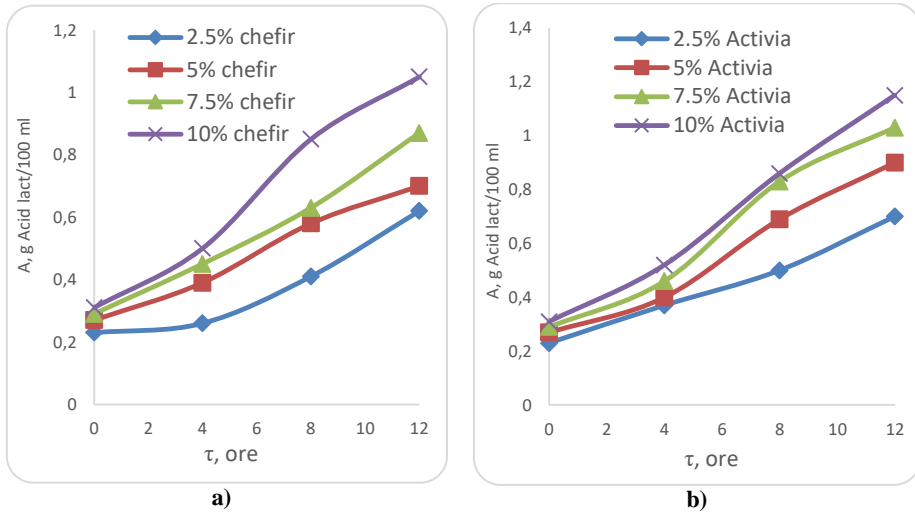 1,2
1
0,8
0,6
0,4
0,2
0
A, g Acid lact/100 ml
2.5% chefir
5% chefir
7.5% chefir
10% chefir
0 2 4 6 8 10 12
τ, ore
a)
1,4
1,2
1
0,8
0,6
0,4
0,2
0
A, g Acid lact/100 ml
2.5% Activia
5% Activia
7.5% Activia
10% Activia
0 2 4 6 8 10 12
τ, ore
b)